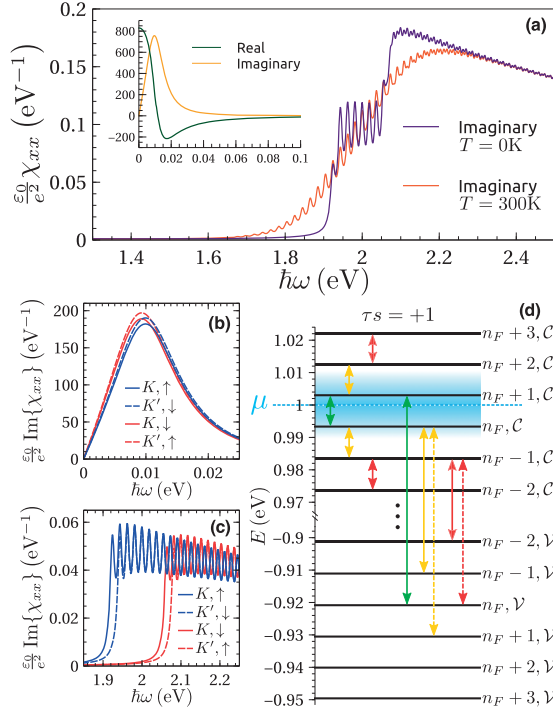 (a)
ε₀/e² χxx (eV⁻¹)
0.2
0.15
0.1
0.05
0
1.4
1.6
1.8
2
2.2
2.4
ħω (eV)
800
600
400
200
0
−200
0
0.02
0.04
0.06
0.08
0.1
Real
Imaginary
Imaginary
T = 0K
Imaginary
T = 300K
(b)
ε₀/e² Im{χxx} (eV⁻¹)
200
150
100
50
0
0
0.01
0.02
ħω (eV)
K, ↑
K′, ↓
K, ↓
K′, ↑
(c)
ε₀/e² Im{χxx} (eV⁻¹)
0.06
0.04
0.02
0
1.9
2
2.1
2.2
ħω (eV)
K, ↑
K′, ↓
K, ↓
K′, ↑
(d)
τs = +1
E (eV)
μ
1.02
1.01
1
0.99
0.98
0.97
−0.9
−0.91
−0.92
−0.93
−0.94
−0.95
nF + 3, C
nF + 2, C
nF + 1, C
nF, C
nF − 1, C
nF − 2, C
nF − 2, V
nF − 1, V
nF, V
nF + 1, V
nF + 2, V
nF + 3, V